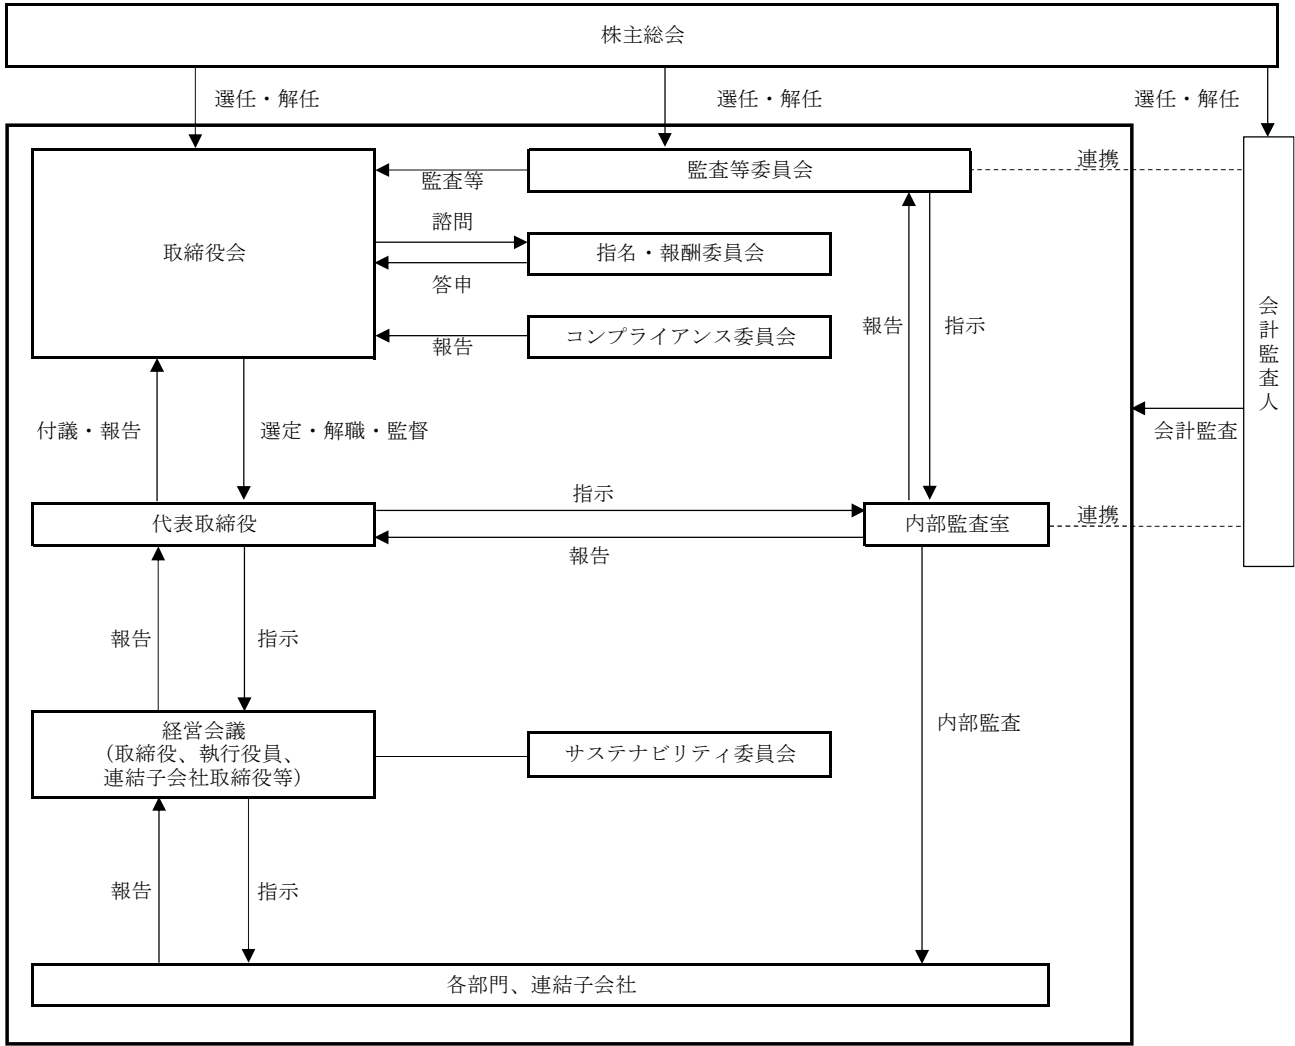 株主総会
選任・解任
選任・解任
選任・解任
監査等委員会
連携
監査等
取締役会
諮問
指名・報酬委員会
答申
コンプライアンス委員会
報告
報告
指示
会計監査人
会計監査
付議・報告
選定・解職・監督
指示
代表取締役
内部監査室
連携
報告
報告
指示
経営会議
(取締役、執行役員、
連結子会社取締役等)
サステナビリティ委員会
内部監査
報告
指示
各部門、連結子会社